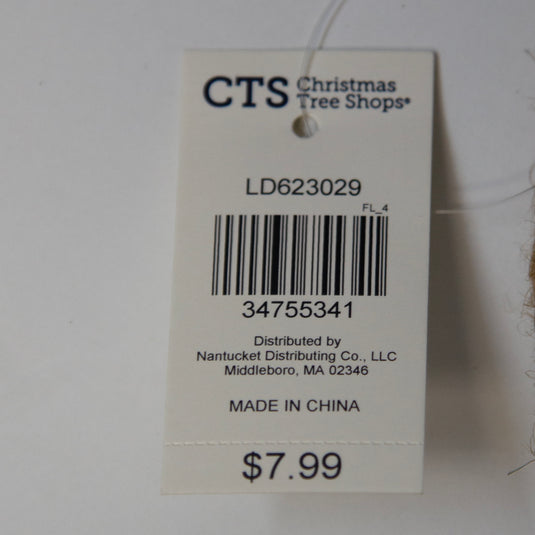 CTS Christmas
Tree Shops®
LD623029
FL_4
34755341
Distributed by
Nantucket Distributing Co., LLC
Middleboro, MA 02346
MADE IN CHINA
$7.99